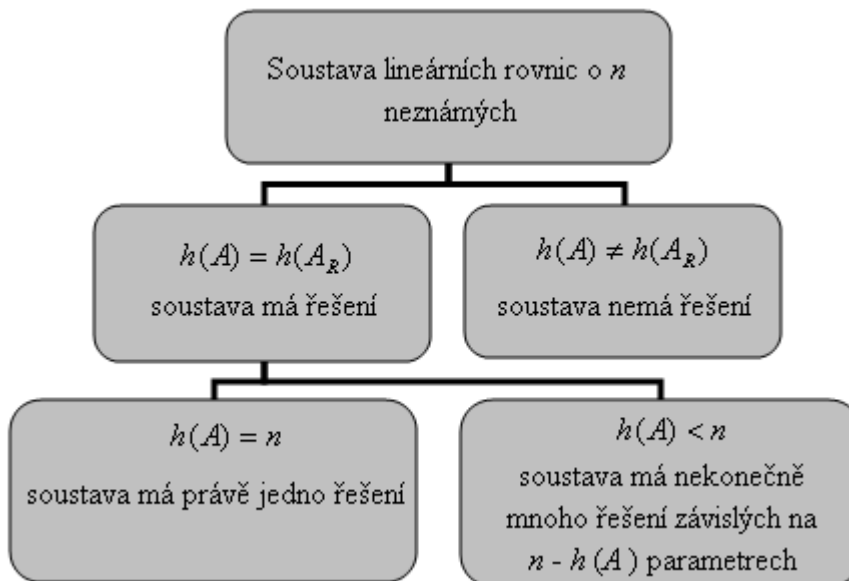 Soustava lineárních rovnic o n
neznámých
h(A) = h(A_R)
soustava má řešení
h(A) ≠ h(A_R)
soustava nemá řešení
h(A) = n
soustava má právě jedno řešení
h(A) < n
soustava má nekonečně
mnoho řešení závislých na
n - h(A) parametrech